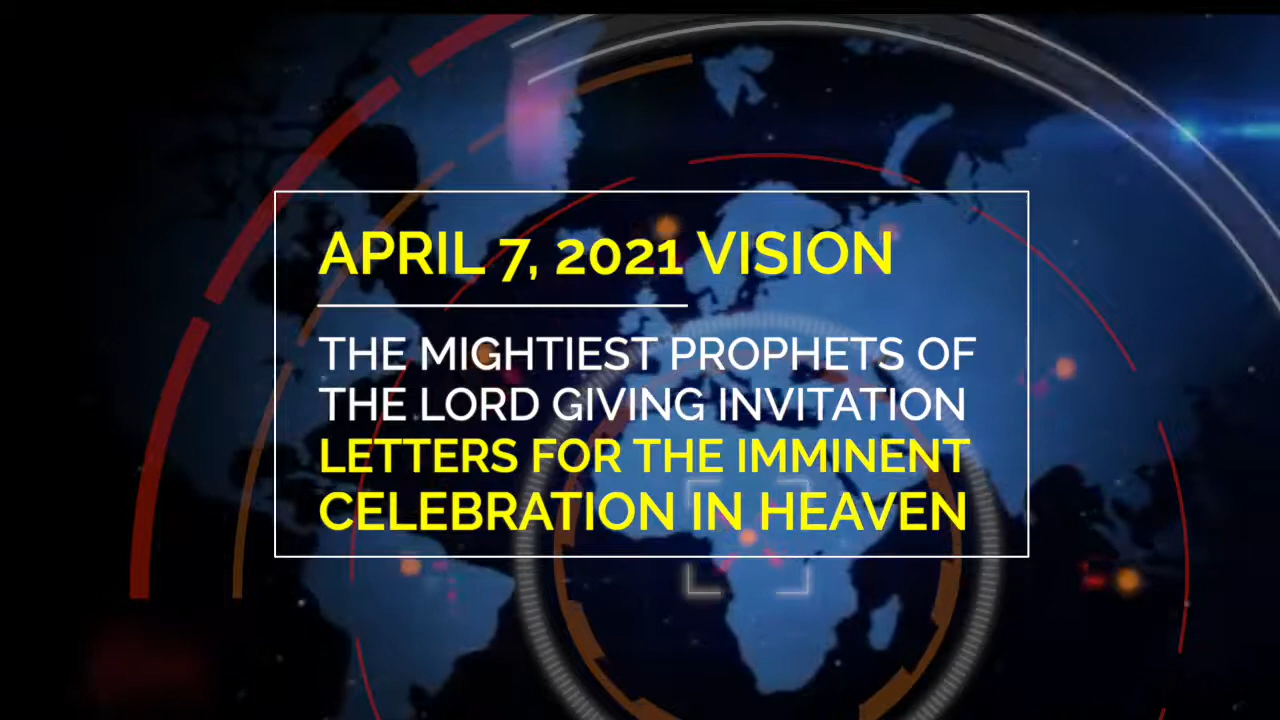 APRIL 7, 2021 VISION
THE MIGHTIEST PROPHETS OF
THE LORD GIVING INVITATION
LETTERS FOR THE IMMINENT
CELEBRATION IN HEAVEN